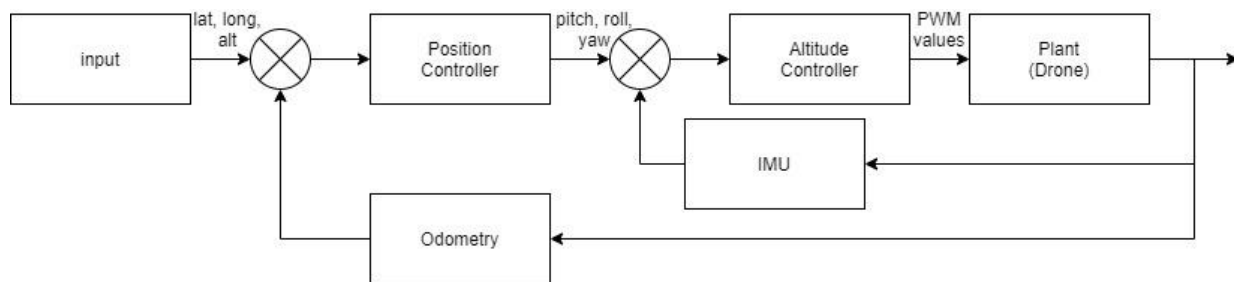 lat, long,
alt
pitch, roll,
yaw
PWM
values
input
Position
Controller
Altitude
Controller
Plant
(Drone)
IMU
Odometry